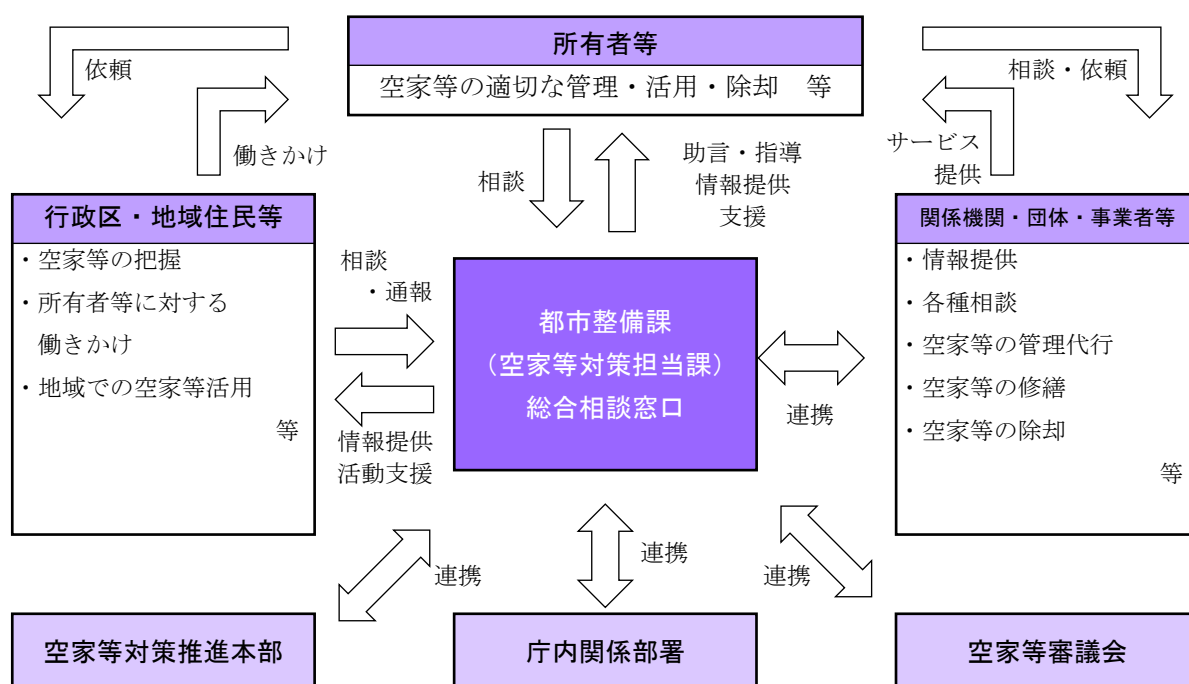 所有者等
空家等の適切な管理・活用・除却　等
依頼
働きかけ
相談
助言・指導
情報提供
支援
相談・依頼
サービス
提供
行政区・地域住民等
・空家等の把握
・所有者等に対する
働きかけ
・地域での空家等活用
等
相談
・通報
情報提供
活動支援
都市整備課
（空家等対策担当課）
総合相談窓口
連携
関係機関・団体・事業者等
・情報提供
・各種相談
・空家等の管理代行
・空家等の修繕
・空家等の除却
等
連携
連携
連携
空家等対策推進本部
庁内関係部署
空家等審議会